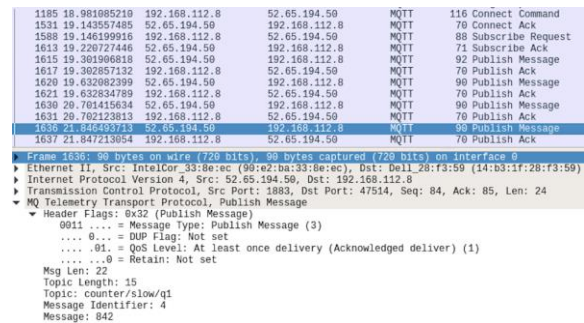 1185 18.981085210 192.168.112.8 52.65.194.50 MQTT 116 Connect Command
1531 19.143557485 52.65.194.50 192.168.112.8 MQTT 70 Connect Ack
1588 19.146199916 192.168.112.8 52.65.194.50 MQTT 88 Subscribe Request
1613 19.220727446 52.65.194.50 192.168.112.8 MQTT 71 Subscribe Ack
1615 19.301906818 52.65.194.50 192.168.112.8 MQTT 92 Publish Message
1617 19.302857132 192.168.112.8 52.65.194.50 MQTT 70 Publish Ack
1620 19.632082399 52.65.194.50 192.168.112.8 MQTT 90 Publish Message
1621 19.632834789 192.168.112.8 52.65.194.50 MQTT 70 Publish Ack
1630 20.701415634 52.65.194.50 192.168.112.8 MQTT 90 Publish Message
1631 20.702123813 192.168.112.8 52.65.194.50 MQTT 70 Publish Ack
1636 21.846493713 52.65.194.50 192.168.112.8 MQTT 90 Publish Message
1637 21.847213054 192.168.112.8 52.65.194.50 MQTT 70 Publish Ack
Frame 1636: 90 bytes on wire (720 bits), 90 bytes captured (720 bits) on interface 0
Ethernet II, Src: IntelCor_33:8e:ec (90:e2:ba:33:8e:ec), Dst: Dell_28:f3:59 (14:b3:1f:28:f3:59)
Internet Protocol Version 4, Src: 52.65.194.50, Dst: 192.168.112.8
Transmission Control Protocol, Src Port: 1883, Dst Port: 47514, Seq: 84, Ack: 85, Len: 24
MQ Telemetry Transport Protocol, Publish Message
Header Flags: 0x32 (Publish Message)
0011 .... = Message Type: Publish Message (3)
.... 0... = DUP Flag: Not set
.... .01. = QoS Level: At least once delivery (Acknowledged deliver) (1)
.... ...0 = Retain: Not set
Msg Len: 22
Topic Length: 15
Topic: counter/slow/q1
Message Identifier: 4
Message: 842